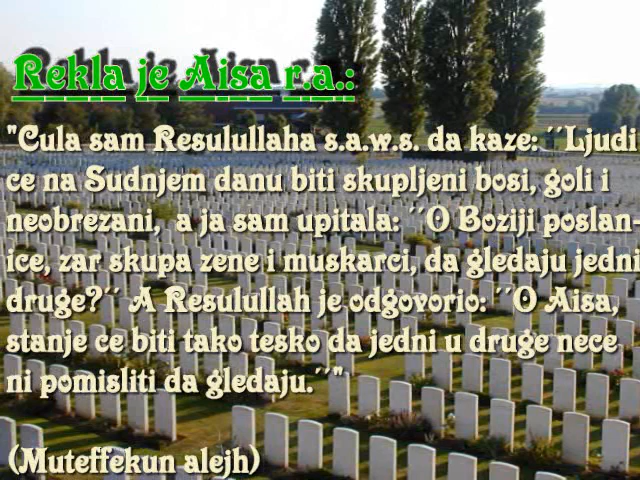 Rekla je Aisa r.a.:
"Cula sam Resulullaha s.a.w.s. da kaze: ´´Ljudi
ce na Sudnjem danu biti skupljeni bosi, goli i
neobrezani,  a ja sam upitala: ´´O Boziji poslan-
ice, zar skupa zene i muskarci, da gledaju jedni
druge?´´ A Resulullah je odgovorio: ´´O Aisa,
stanje ce biti tako tesko da jedni u druge nece
ni pomisliti da gledaju.´´"
(Muteffekun alejh)